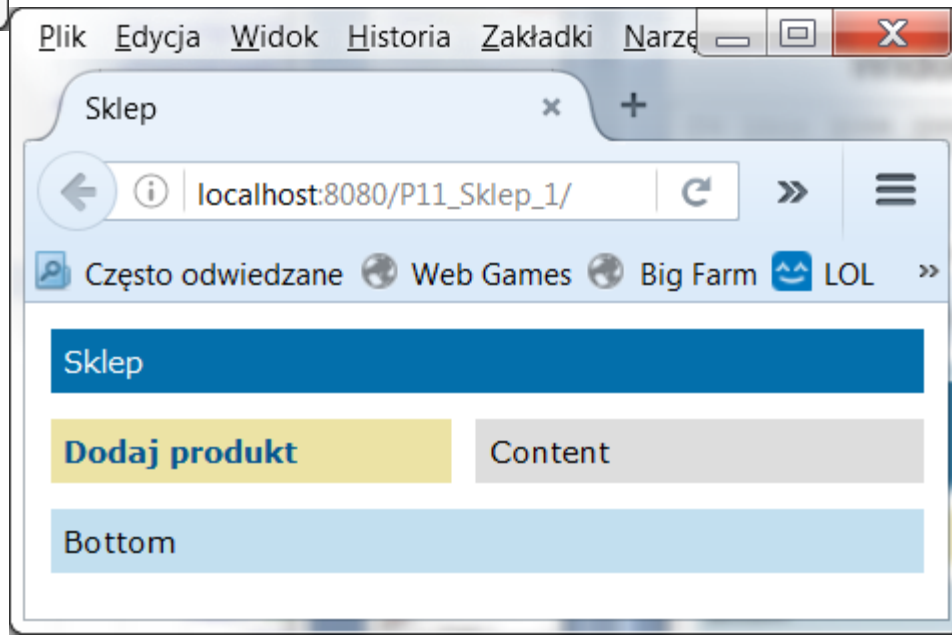 Plik Edycja Widok Historia Zakładki Narzę
Sklep
localhost:8080/P11_Sklep_1/
Często odwiedzane Web Games Big Farm LOL
Sklep
Dodaj produkt Content
Bottom